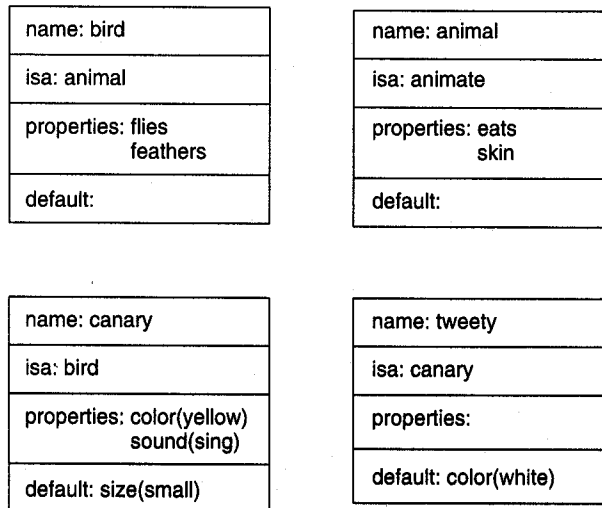 name: bird
isa: animal
properties: flies
feathers
default:
name: animal
isa: animate
properties: eats
skin
default:
name: canary
isa: bird
properties: color(yellow)
sound(sing)
default: size(small)
name: tweety
isa: canary
properties:
default: color(white)